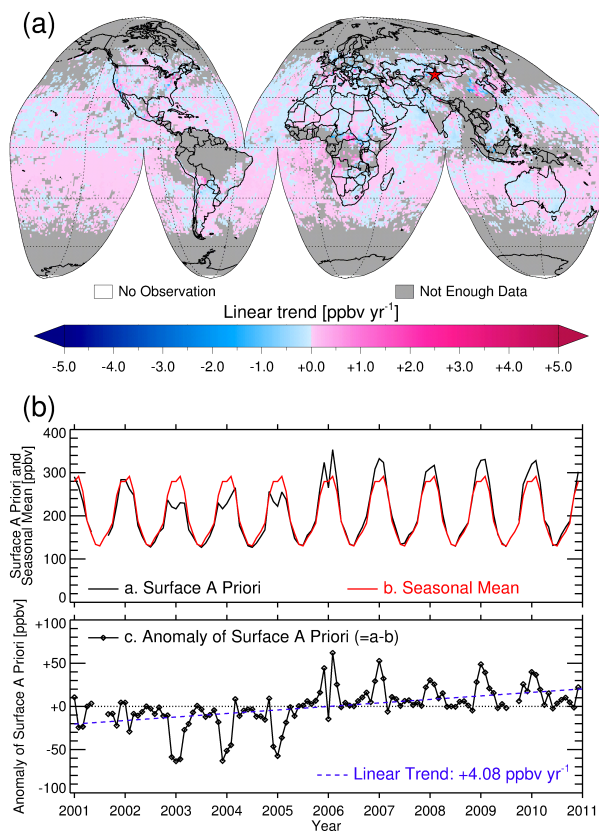 (a)
No Observation
Not Enough Data
Linear trend [ppbv yr⁻¹]
-5.0 -4.0 -3.0 -2.0 -1.0 +0.0 +1.0 +2.0 +3.0 +4.0 +5.0
(b)
Surface A Priori and
Seasonal Mean [ppbv]
400
300
200
100
0
a. Surface A Priori
b. Seasonal Mean
Anomaly of Surface A Priori [ppbv]
+100
+50
±0
-50
-100
c. Anomaly of Surface A Priori (=a-b)
Linear Trend: +4.08 ppbv yr⁻¹
2001 2002 2003 2004 2005 2006 2007 2008 2009 2010 2011
Year